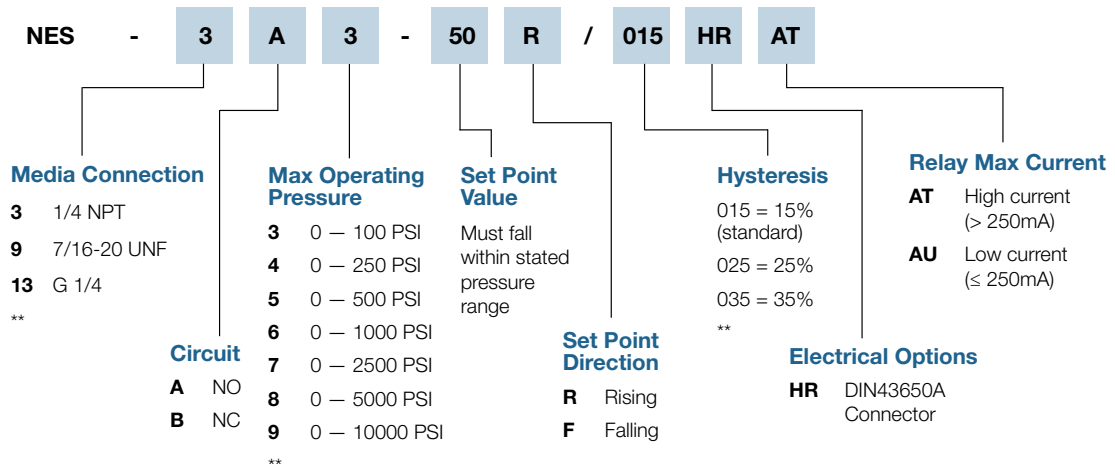 NES - 3 A 3 - 50 R / 015 HR AT
Media Connection
3 1/4 NPT
9 7/16-20 UNF
13 G 1/4
**
Circuit
A NO
B NC
Max Operating
Pressure
3 0 — 100 PSI
4 0 — 250 PSI
5 0 — 500 PSI
6 0 — 1000 PSI
7 0 — 2500 PSI
8 0 — 5000 PSI
9 0 — 10000 PSI
**
Set Point
Value
Must fall
within stated
pressure
range
Set Point
Direction
R Rising
F Falling
Hysteresis
015 = 15%
(standard)
025 = 25%
035 = 35%
**
Electrical Options
HR DIN43650A
Connector
Relay Max Current
AT High current
(> 250mA)
AU Low current
(≤ 250mA)